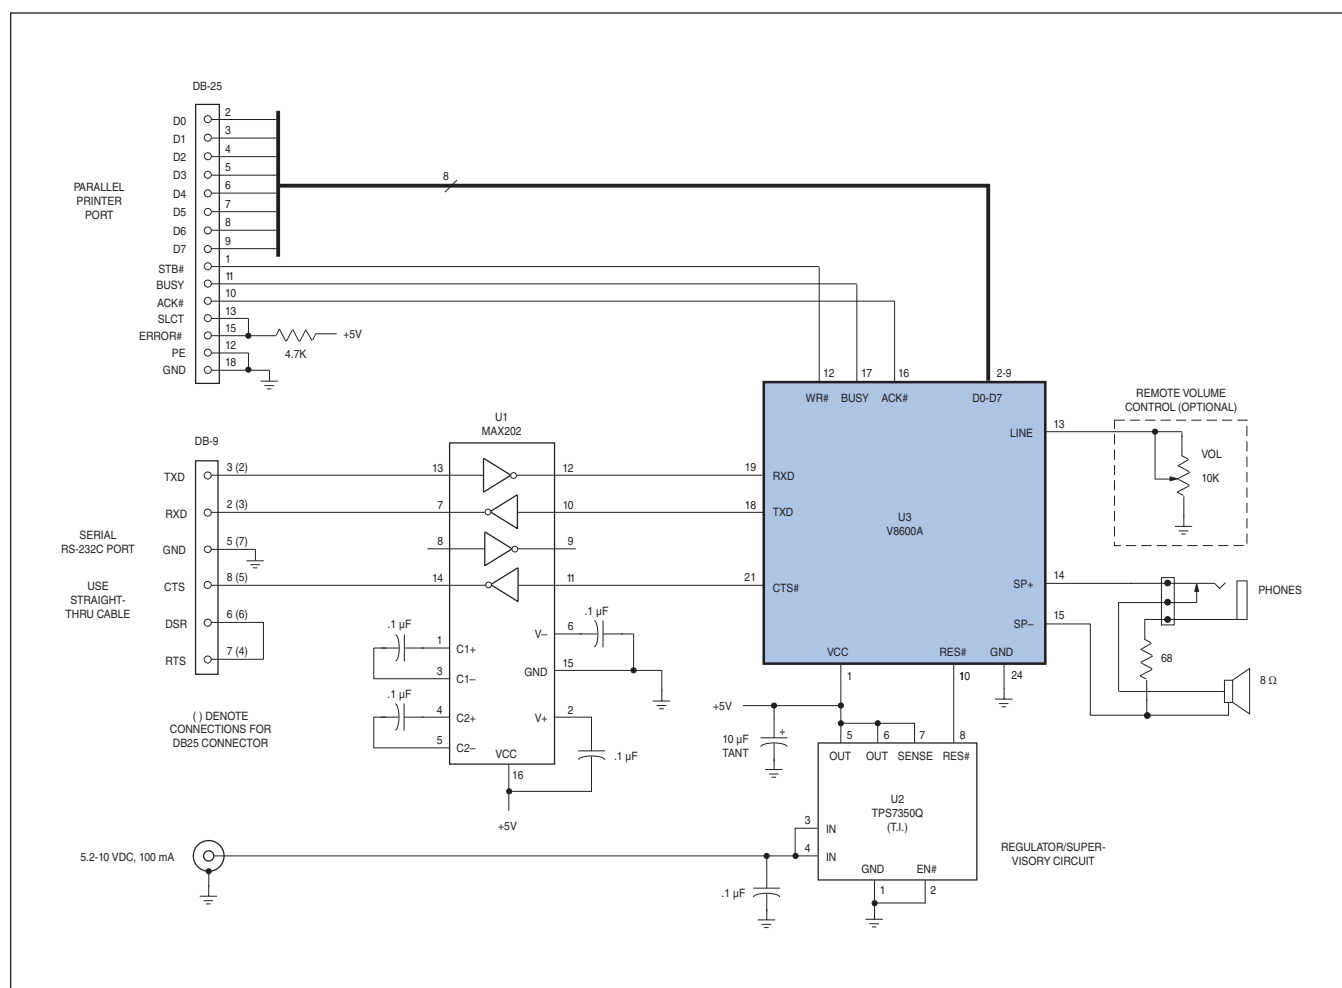 DB-25
PARALLEL
PRINTER
PORT
D0 2
D1 3
D2 4
D3 5
D4 6
D5 7
D6 8
D7 9
STB# 1
BUSY 11
ACK# 10
SLCT 13
ERROR# 15
PE 12
GND 18
8
4.7K
+5V
12 17 16 2-9
WR# BUSY ACK# D0-D7
LINE 13
U3
V8600A
19 RXD
18 TXD
21 CTS#
SP+ 14
SP– 15
VCC RES# GND
1 10 24
REMOTE VOLUME
CONTROL (OPTIONAL)
VOL
10K
PHONES
68
8 Ω
DB-9
SERIAL
RS-232C PORT
USE
STRAIGHT-
THRU CABLE
TXD 3 (2)
RXD 2 (3)
GND 5 (7)
CTS 8 (5)
DSR 6 (6)
RTS 7 (4)
( ) DENOTE
CONNECTIONS FOR
DB25 CONNECTOR
U1
MAX202
13 12
7 10
8 9
14 11
.1 µF
1 C1+
3 C1–
.1 µF
4 C2+
5 C2–
V– 6
.1 µF
GND 15
V+ 2
.1 µF
VCC
16
+5V
+5V
10 µF
TANT
+
5 6 7 8
OUT OUT SENSE RES#
U2
TPS7350Q
(T.I.)
3 IN
4 IN
GND EN#
1 2
REGULATOR/SUPER-
VISORY CIRCUIT
5.2-10 VDC, 100 mA
.1 µF